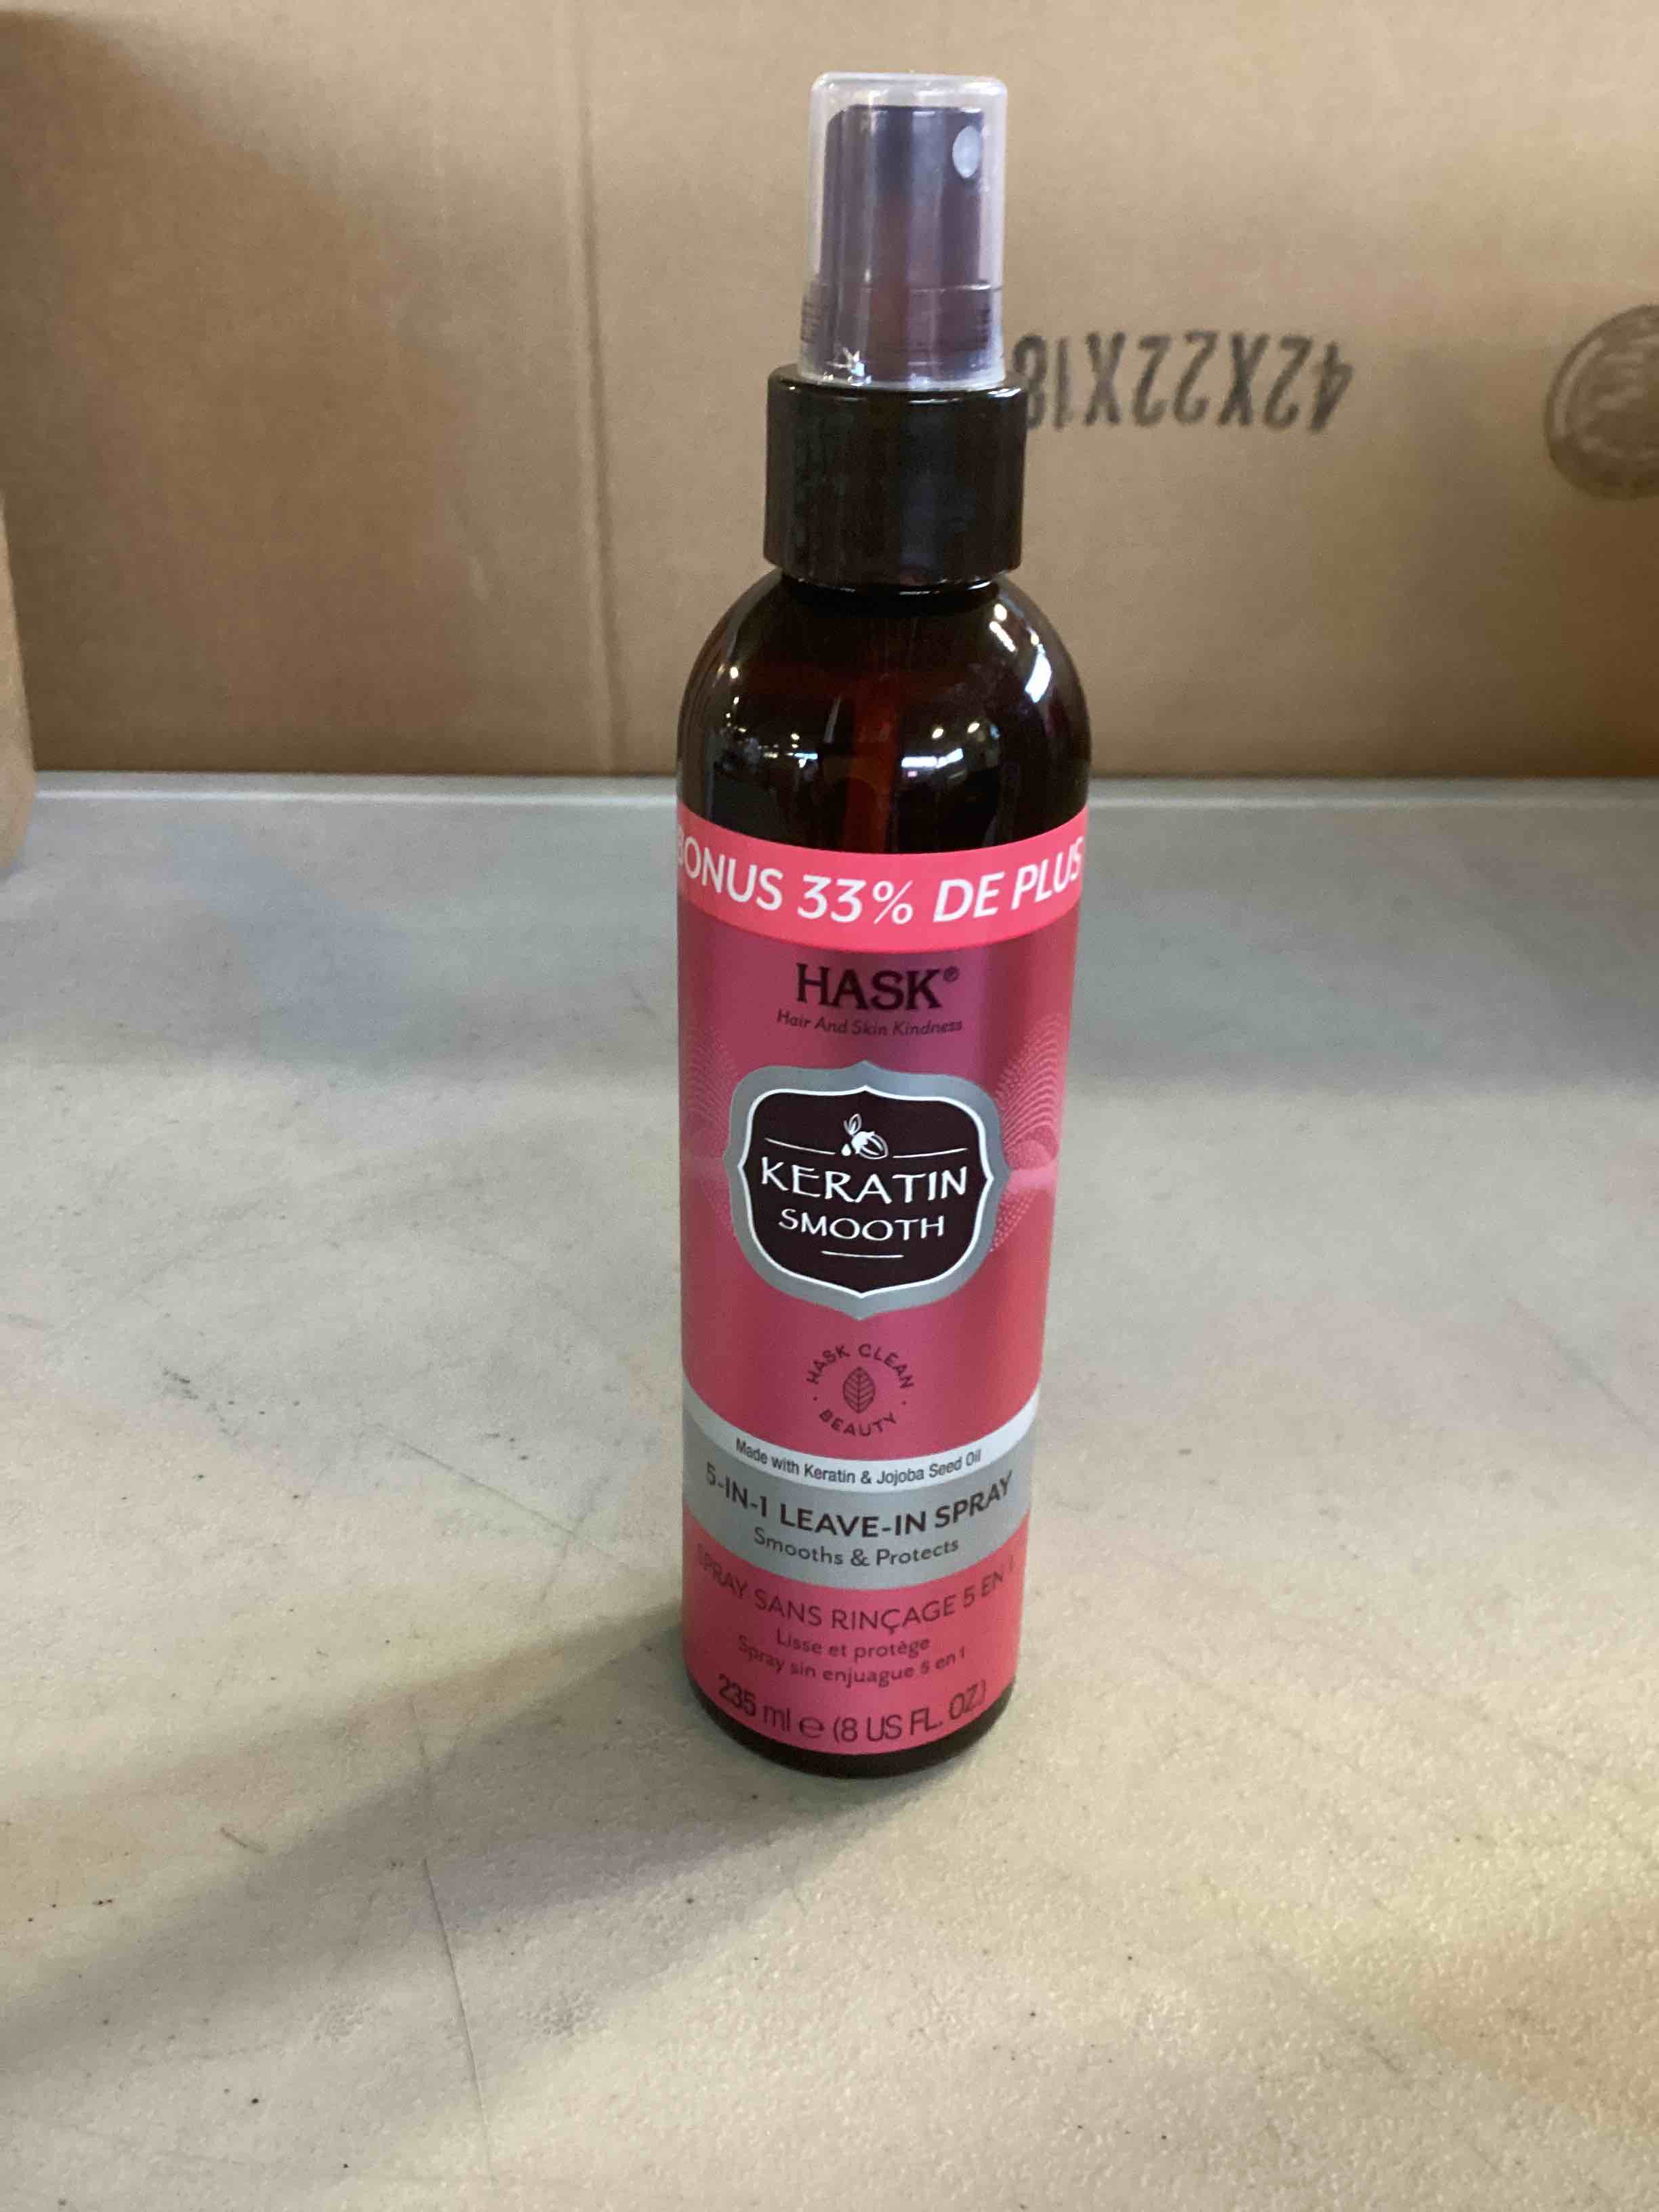 42X22X18
BONUS 33% DE PLUS
HASK®
Hair And Skin Kindness
KERATIN
SMOOTH
HASK CLEAN
BEAUTY
Made with Keratin & Jojoba Seed Oil
5-IN-1 LEAVE-IN SPRAY
Smooths & Protects
SPRAY SANS RINÇAGE 5 EN 1
Lisse et protège
Spray sin enjuague 5 en 1
235 ml e (8 US FL. OZ.)